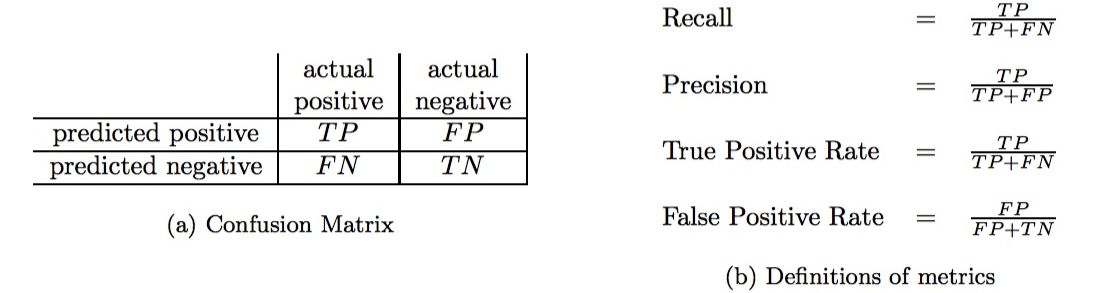 actual actual
positive negative
predicted positive TP FP
predicted negative FN TN
(a) Confusion Matrix
Recall = TP / TP+FN
Precision = TP / TP+FP
True Positive Rate = TP / TP+FN
False Positive Rate = FP / FP+TN
(b) Definitions of metrics